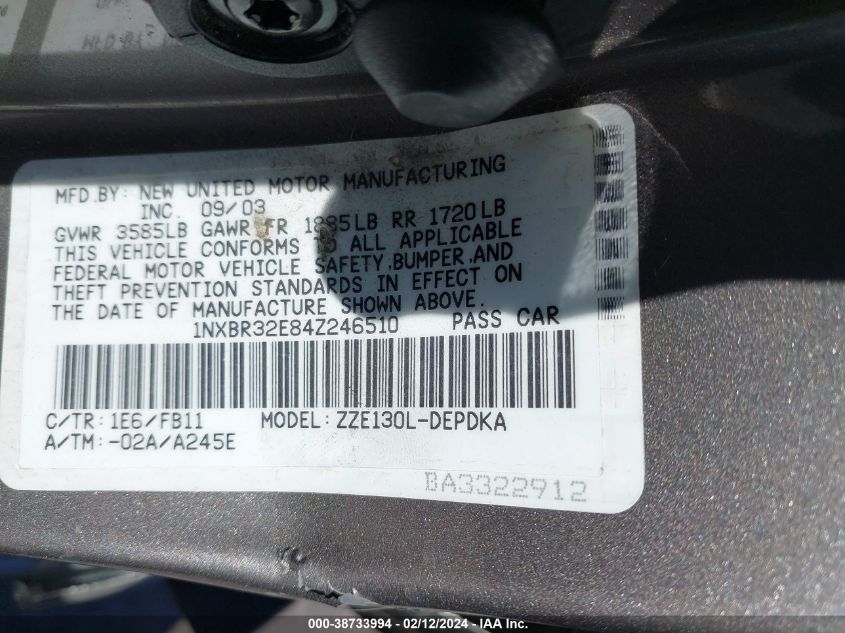 MFD.BY: NEW UNITED MOTOR MANUFACTURING
INC. 09/03
GVWR 3585LB GAWR FR 1885LB RR 1720LB
THIS VEHICLE CONFORMS TO ALL APPLICABLE
FEDERAL MOTOR VEHICLE SAFETY,BUMPER,AND
THEFT PREVENTION STANDARDS IN EFFECT ON
THE DATE OF MANUFACTURE SHOWN ABOVE.
1NXBR32E84Z246510 PASS CAR
C/TR: 1E6/FB11 MODEL: ZZE130L-DEPDKA
A/TM: -02A/A245E
BA3322912
000-38733994 / 02/12/2024 - IAAI.COM.